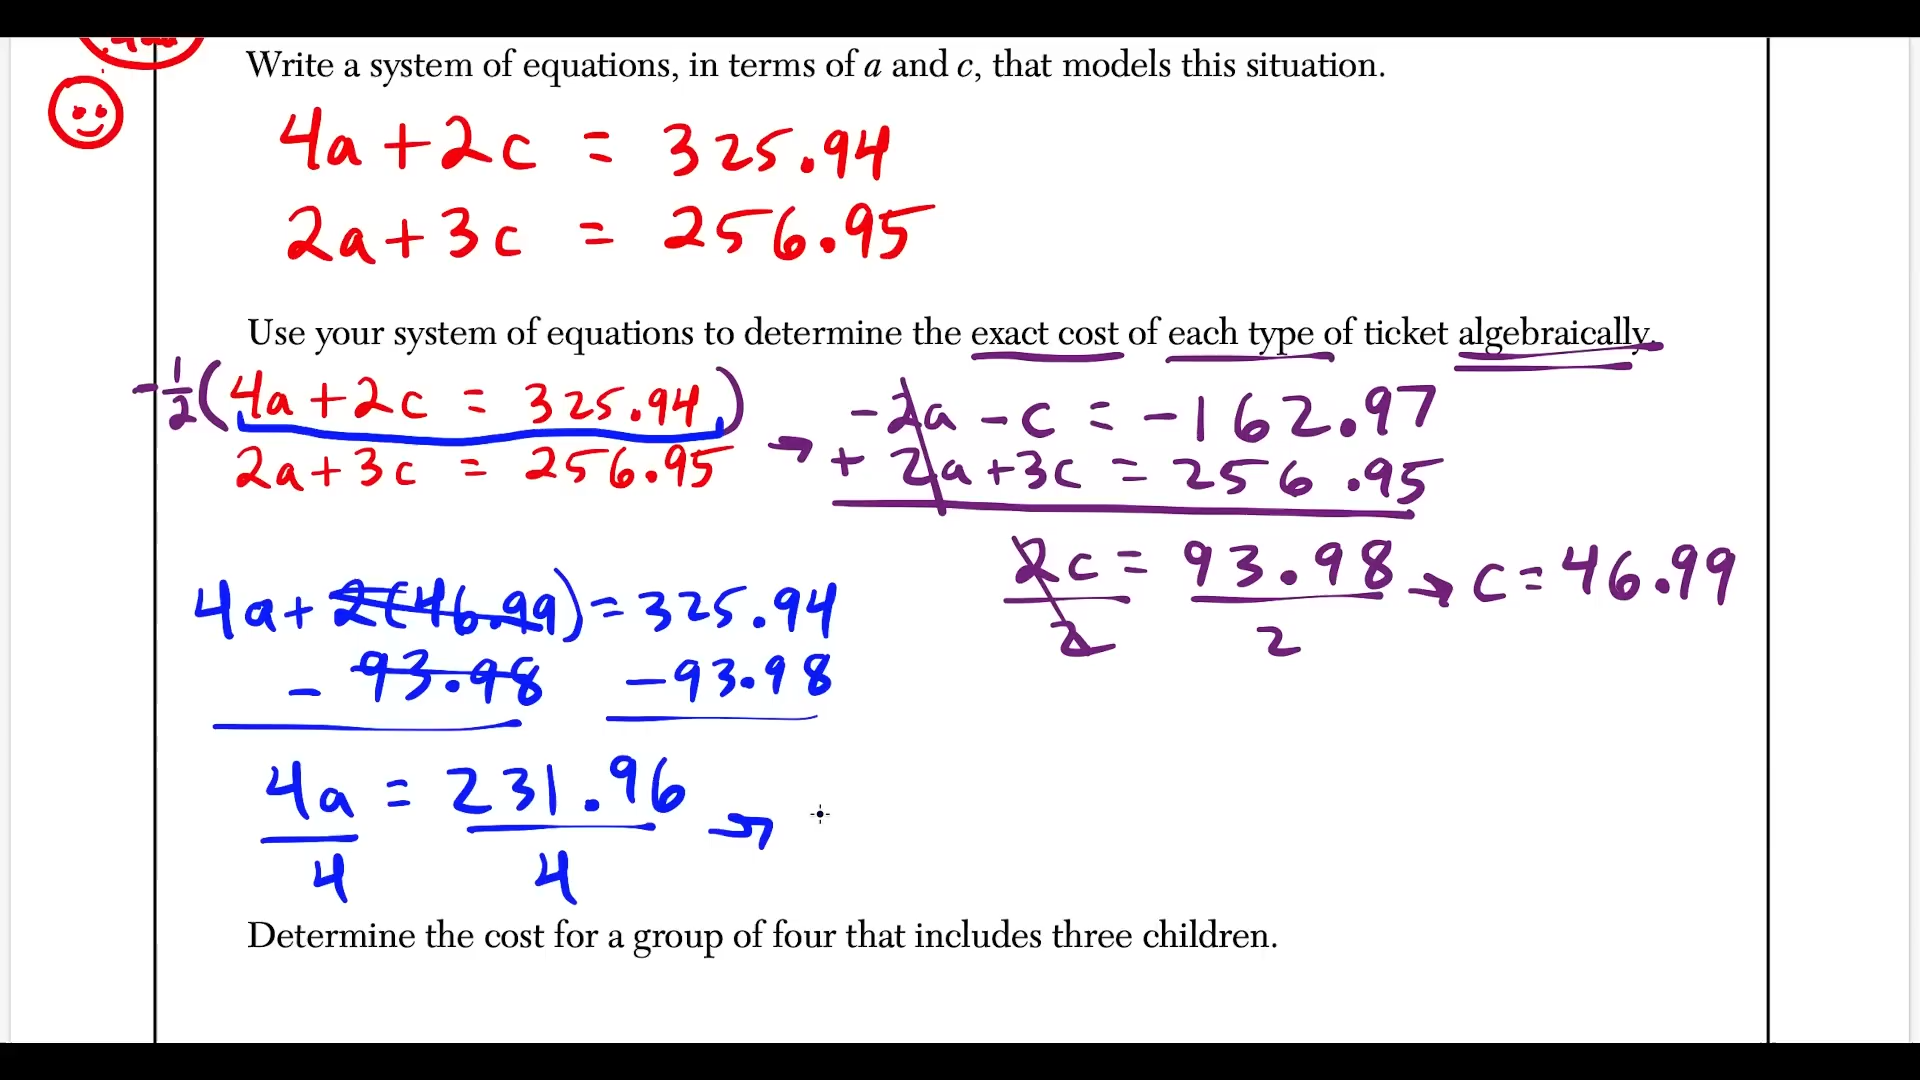 Write a system of equations, in terms of a and c, that models this situation.
4a + 2c = 325.94
2a + 3c = 256.95
Use your system of equations to determine the exact cost of each type of ticket algebraically.
-1/2(4a + 2c = 325.94)
2a + 3c = 256.95
→
-2a - c = -162.97
+ 2a + 3c = 256.95
2c = 93.98 → c = 46.99
2 2
4a + 2(46.99) = 325.94
- 93.98 - 93.98
4a = 231.96 →
4 4
Determine the cost for a group of four that includes three children.